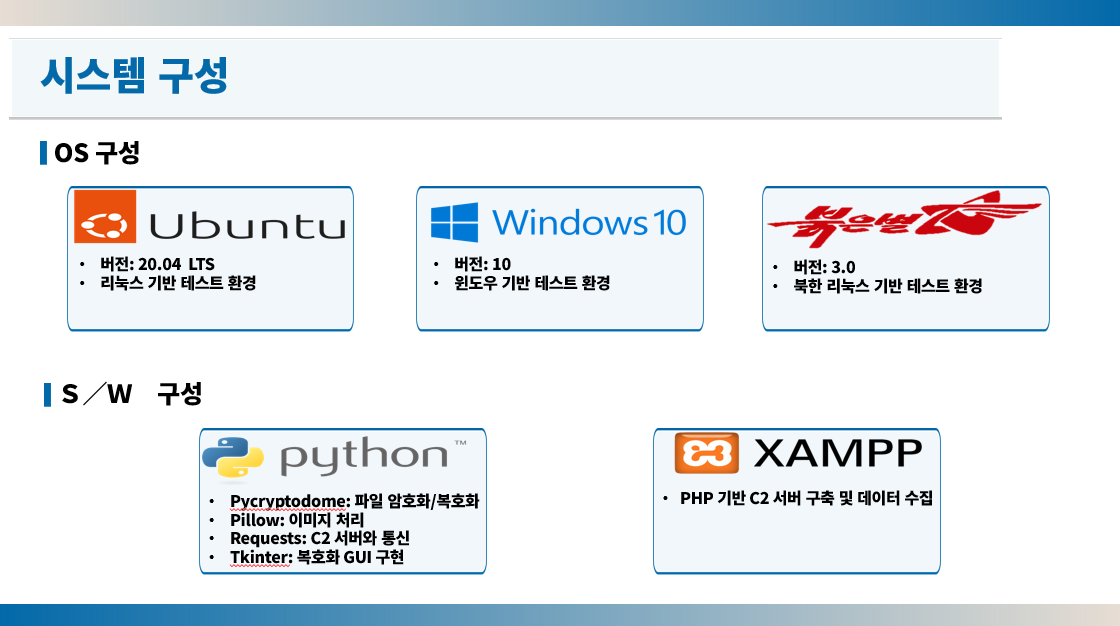 시스템 구성
OS 구성
Ubuntu
• 버전: 20.04 LTS
• 리눅스 기반 테스트 환경
Windows 10
• 버전: 10
• 윈도우 기반 테스트 환경
붉은별
• 버전: 3.0
• 북한 리눅스 기반 테스트 환경
S／W 구성
python™
• Pycryptodome: 파일 암호화/복호화
• Pillow: 이미지 처리
• Requests: C2 서버와 통신
• Tkinter: 복호화 GUI 구현
XAMPP
• PHP 기반 C2 서버 구축 및 데이터 수집